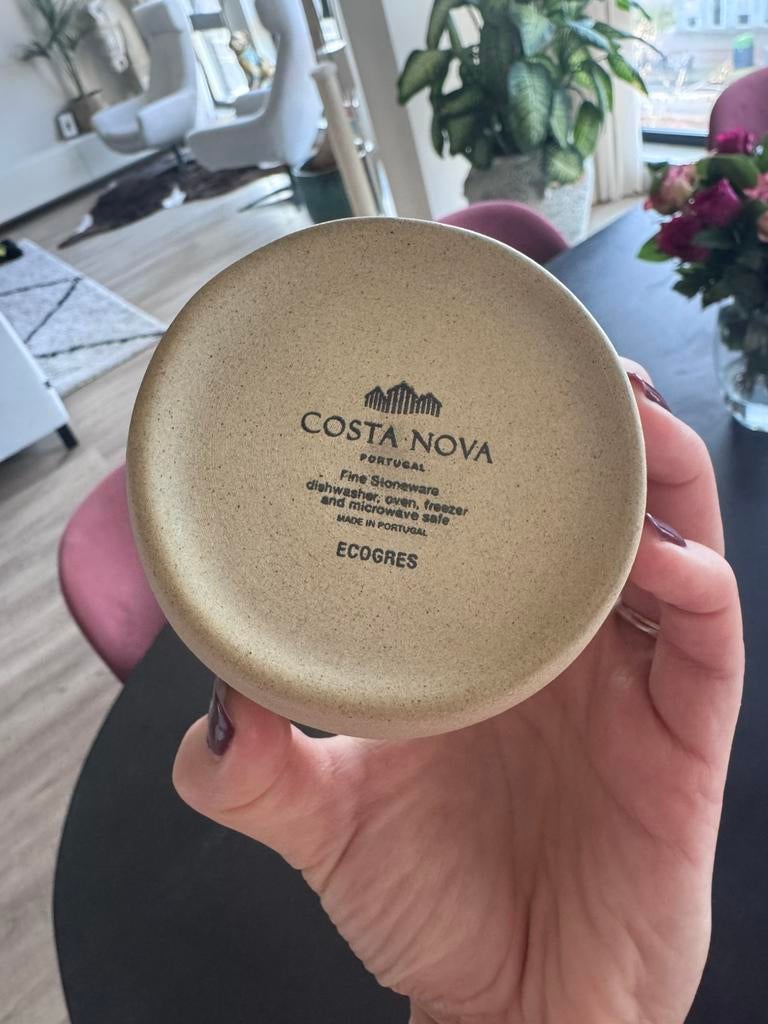 COSTA NOVA
PORTUGAL
Fine Stoneware
dishwasher, oven, freezer
and microwave safe
MADE IN PORTUGAL
ECOGRES